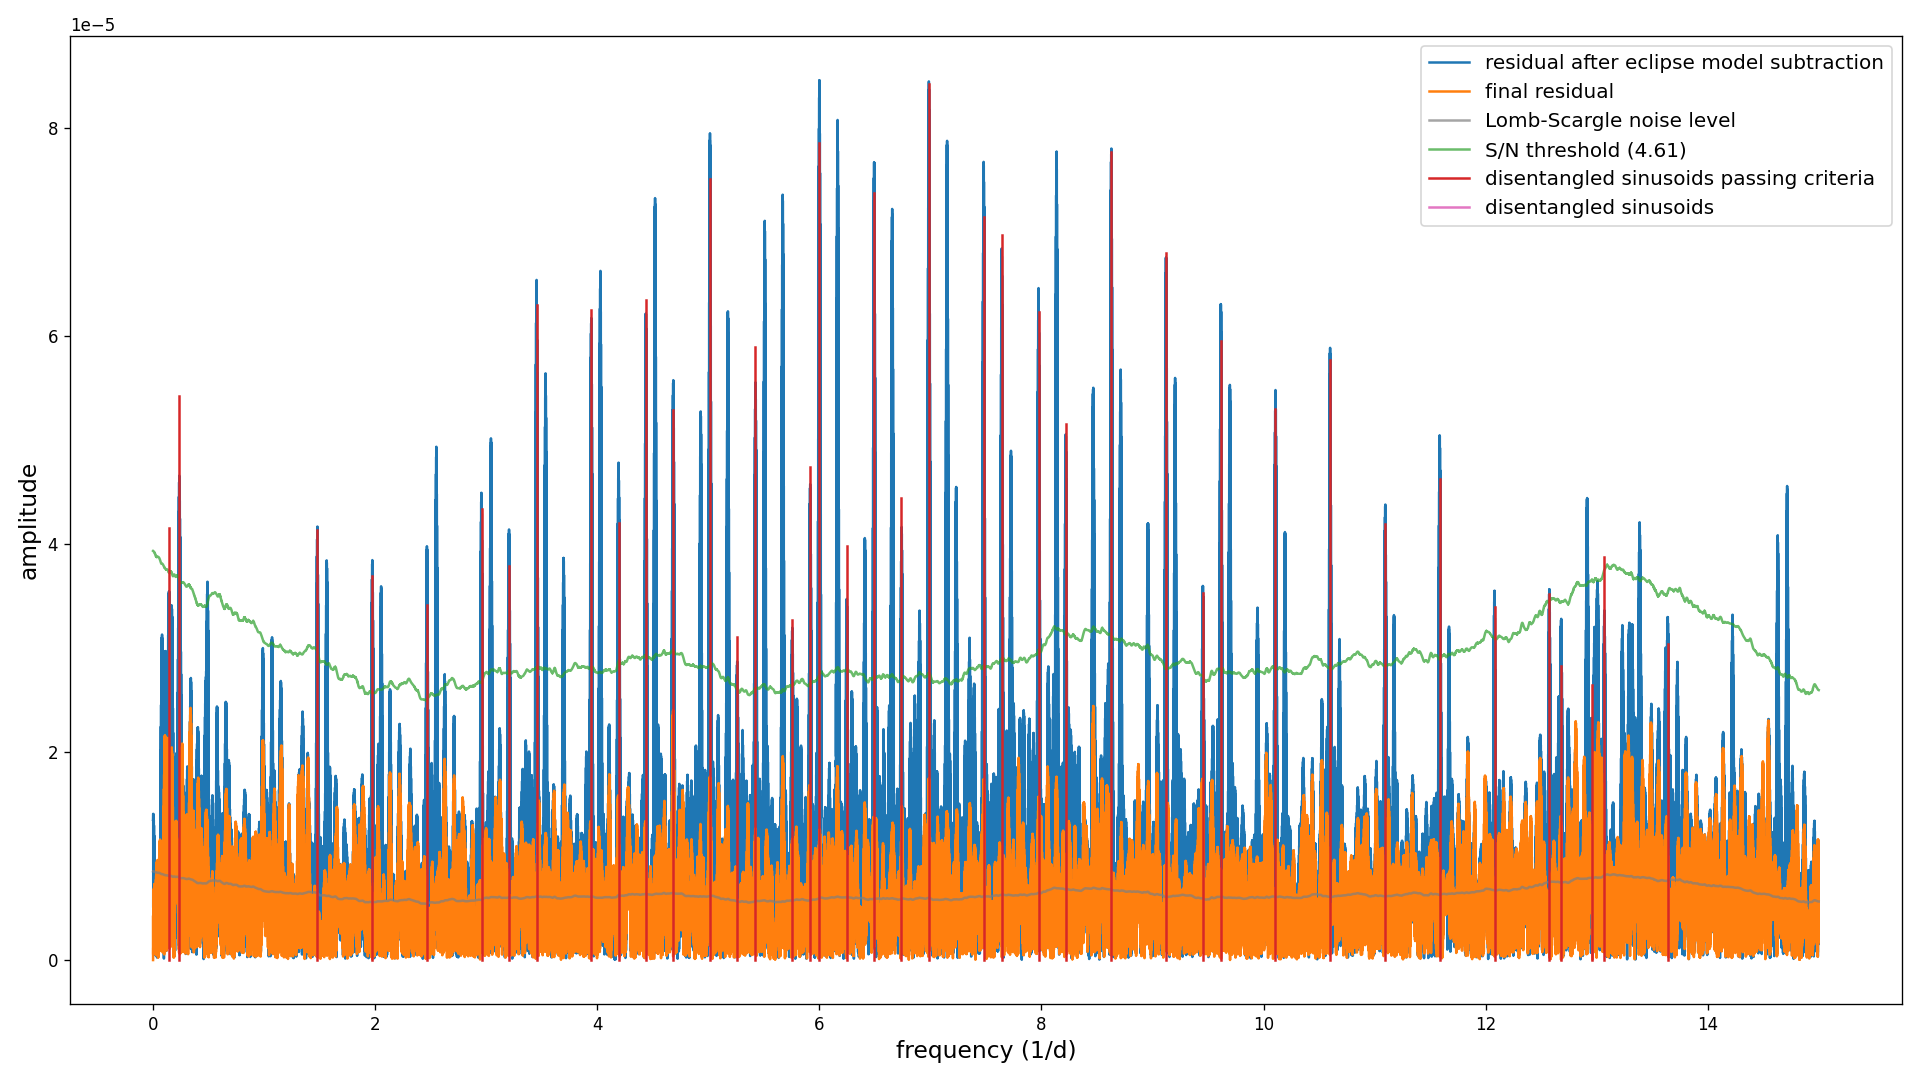 1e−5
residual after eclipse model subtraction
final residual
Lomb-Scargle noise level
S/N threshold (4.61)
disentangled sinusoids passing criteria
disentangled sinusoids
8
6
4
2
0
amplitude
0 2 4 6 8 10 12 14
frequency (1/d)